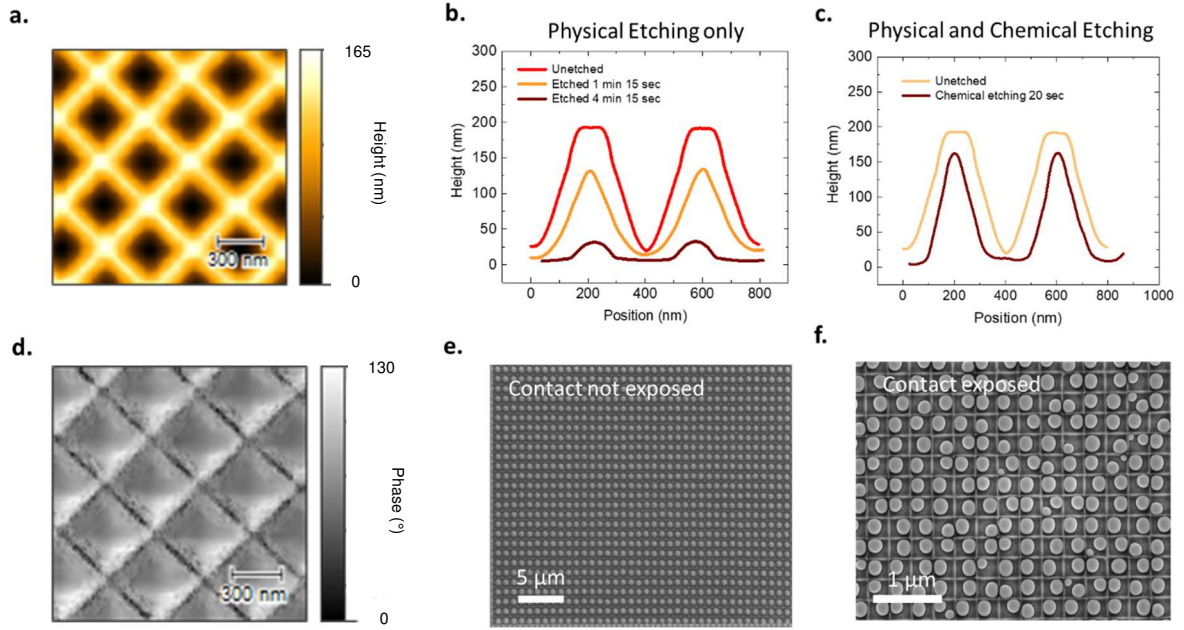 a.
165
Height (nm)
0
300 nm
b.
Physical Etching only
300
250
200
150
100
50
0
Height (nm)
Unetched
Etched 1 min 15 sec
Etched 4 min 15 sec
0 200 400 600 800
Position (nm)
c.
Physical and Chemical Etching
300
250
200
150
100
50
0
Height (nm)
Unetched
Chemical etching 20 sec
0 200 400 600 800 1000
Position (nm)
d.
130
Phase (°)
0
300 nm
e.
Contact not exposed
5 μm
f.
Contact exposed
1 μm